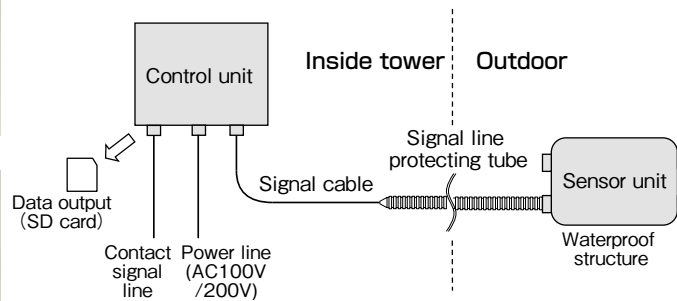 Control unit
Inside tower
Outdoor
Signal line
protecting tube
Sensor unit
Signal cable
Data output
(SD card)
Waterproof
structure
Contact
signal
line
Power line
(AC100V
/200V)